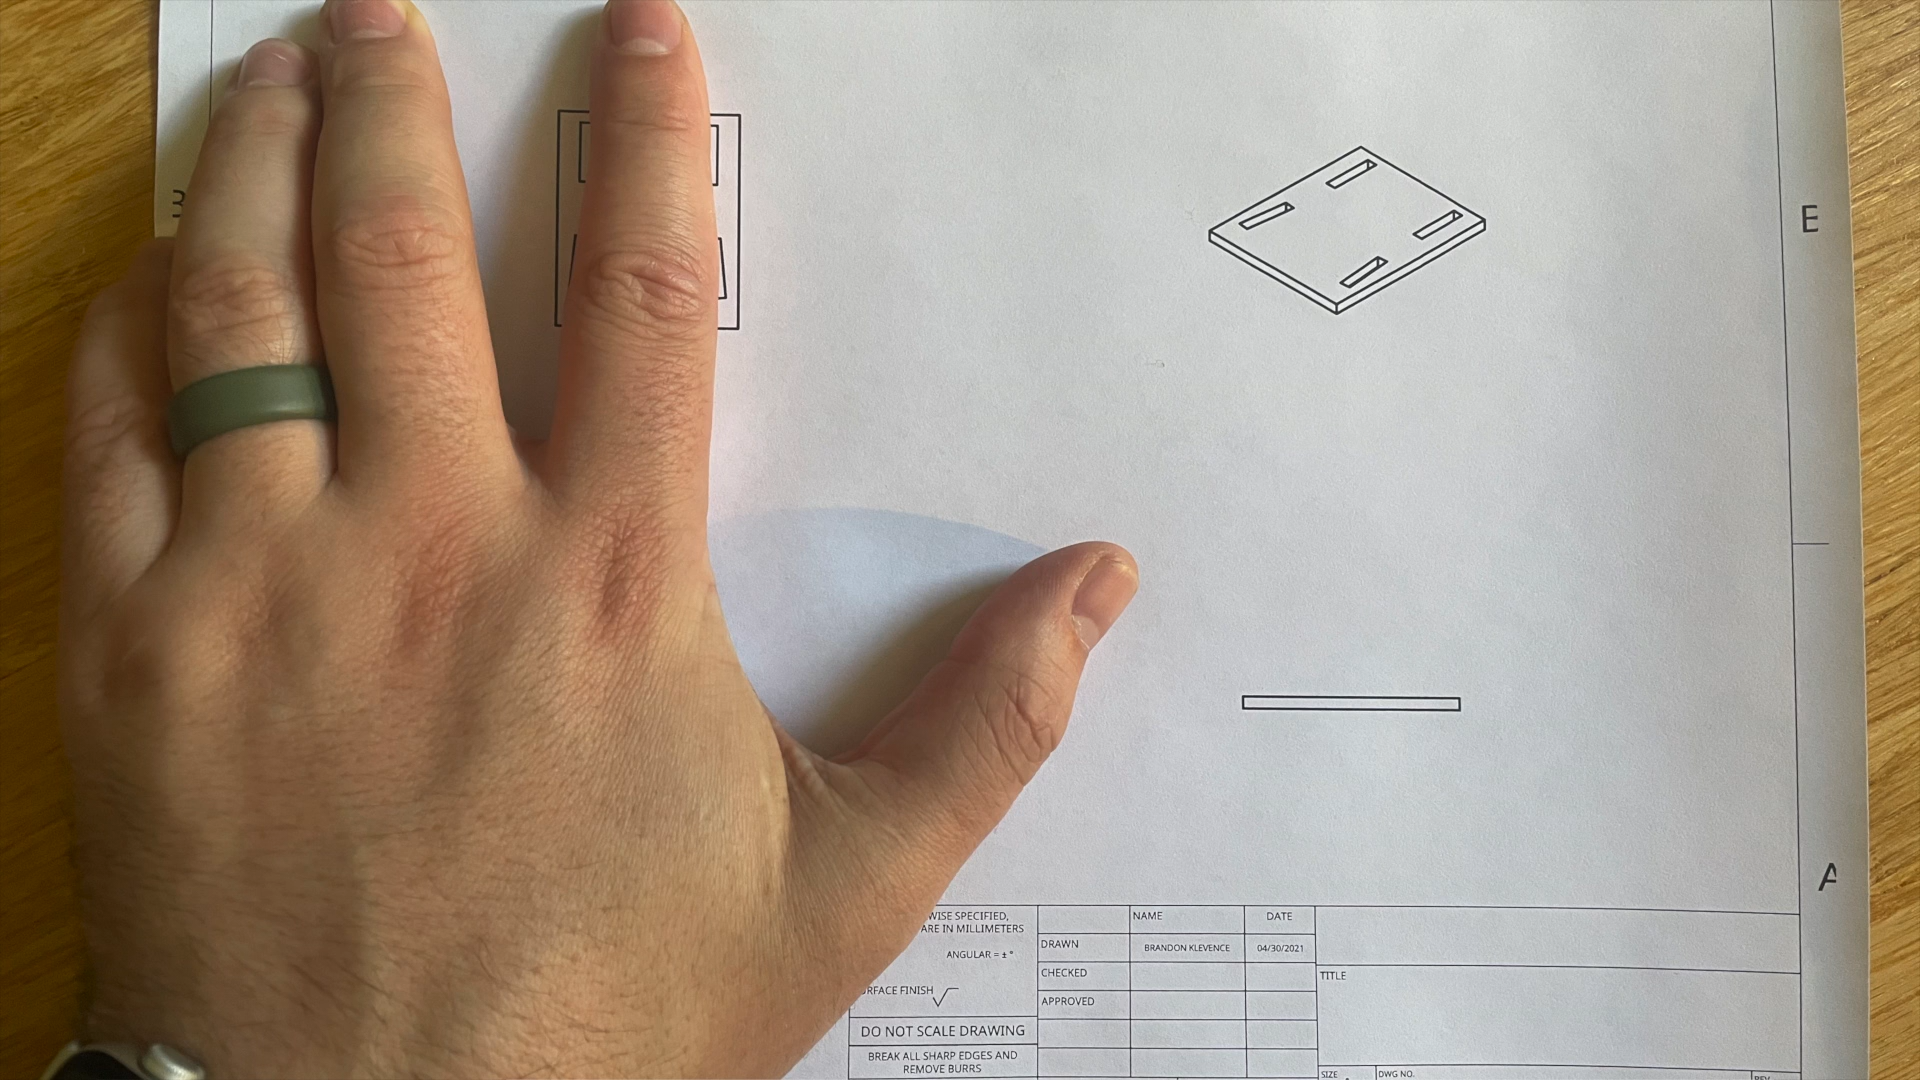 3
E
A
WISE SPECIFIED,
ARE IN MILLIMETERS
ANGULAR = ± °
RFACE FINISH
DO NOT SCALE DRAWING
BREAK ALL SHARP EDGES AND
REMOVE BURRS
NAME DATE
DRAWN BRANDON KLEVENCE 04/30/2021
CHECKED
APPROVED
TITLE
SIZE DWG NO. REV